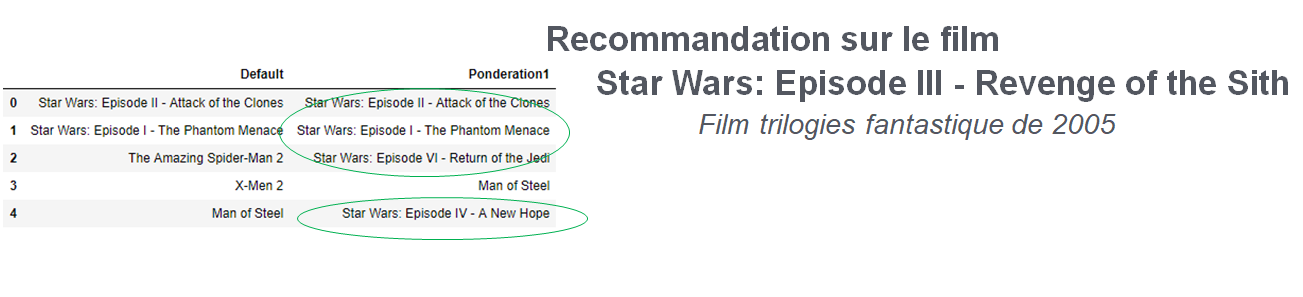 Recommandation sur le film
Star Wars: Episode III - Revenge of the Sith
Film trilogies fantastique de 2005
Default Ponderation1
0 Star Wars: Episode II - Attack of the Clones Star Wars: Episode II - Attack of the Clones
1 Star Wars: Episode I - The Phantom Menace Star Wars: Episode I - The Phantom Menace
2 The Amazing Spider-Man 2 Star Wars: Episode VI - Return of the Jedi
3 X-Men 2 Man of Steel
4 Man of Steel Star Wars: Episode IV - A New Hope